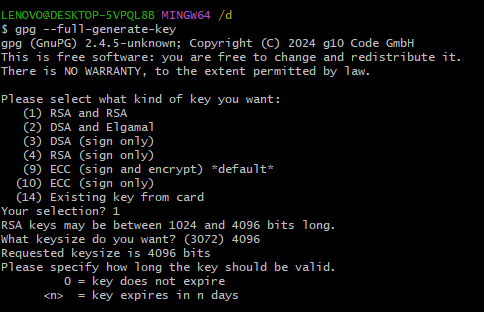 LENOVO@DESKTOP-5VPQL8B MINGW64 /d
$ gpg --full-generate-key
gpg (GnuPG) 2.4.5-unknown; Copyright (C) 2024 g10 Code GmbH
This is free software: you are free to change and redistribute it.
There is NO WARRANTY, to the extent permitted by law.

Please select what kind of key you want:
   (1) RSA and RSA
   (2) DSA and Elgamal
   (3) DSA (sign only)
   (4) RSA (sign only)
   (9) ECC (sign and encrypt) *default*
  (10) ECC (sign only)
  (14) Existing key from card
Your selection? 1
RSA keys may be between 1024 and 4096 bits long.
What keysize do you want? (3072) 4096
Requested keysize is 4096 bits
Please specify how long the key should be valid.
         0 = key does not expire
      <n>  = key expires in n days